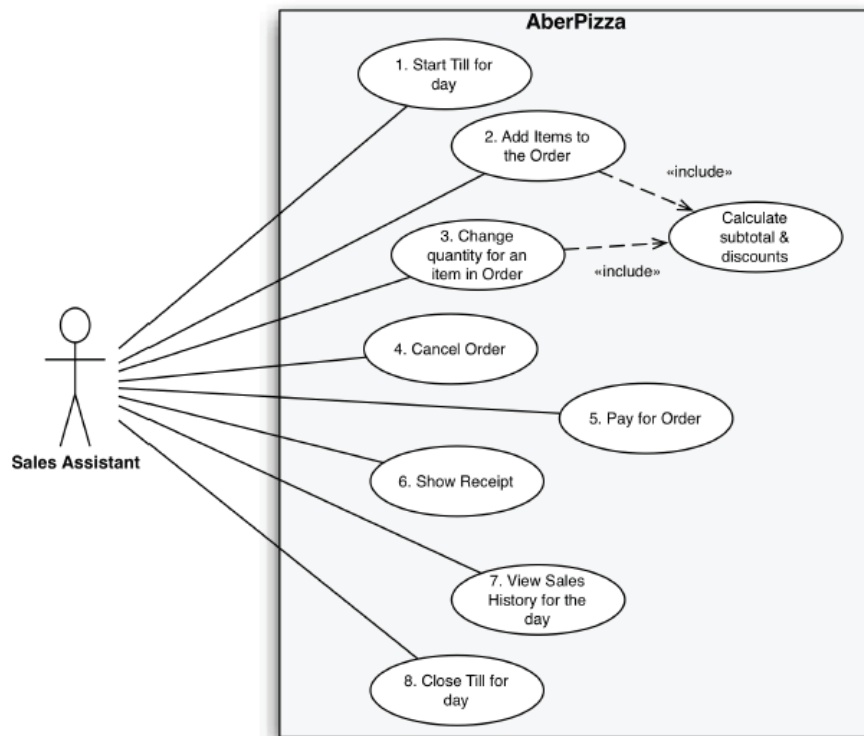 AberPizza
1. Start Till for
day
2. Add Items to
the Order
«include»
Calculate
subtotal &
discounts
3. Change
quantity for an
item in Order
«include»
4. Cancel Order
5. Pay for Order
Sales Assistant
6. Show Receipt
7. View Sales
History for the
day
8. Close Till for
day